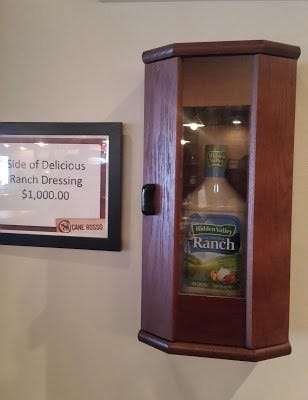 Side of Delicious
Ranch Dressing
$1,000.00
CANE ROSSO
Hidden Valley
Ranch